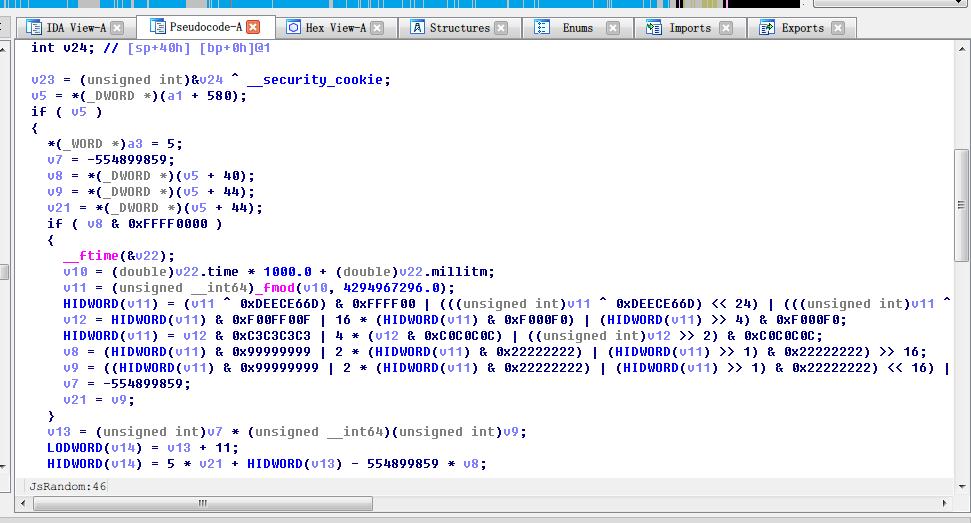 IDA View-A
Pseudocode-A
Hex View-A
Structures
Enums
Imports
Exports
int v24; // [sp+40h] [bp+0h]@1
v23 = (unsigned int)&v24 ^ __security_cookie;
v5 = *(_DWORD *)(a1 + 580);
if ( v5 )
{
*(_WORD *)a3 = 5;
v7 = -554899859;
v8 = *(_DWORD *)(v5 + 40);
v9 = *(_DWORD *)(v5 + 44);
v21 = *(_DWORD *)(v5 + 44);
if ( v8 & 0xFFFF0000 )
{
__ftime(&v22);
v10 = (double)v22.time * 1000.0 + (double)v22.millitm;
v11 = (unsigned __int64)_fmod(v10, 4294967296.0);
HIDWORD(v11) = (v11 ^ 0xDEECE66D) & 0xFFFF00 | (((unsigned int)v11 ^ 0xDEECE66D) << 24) | (((unsigned int)v11 ^
v12 = HIDWORD(v11) & 0xF00FF00F | 16 * (HIDWORD(v11) & 0xF000F0) | (HIDWORD(v11) >> 4) & 0xF000F0;
HIDWORD(v11) = v12 & 0xC3C3C3C3 | 4 * (v12 & 0xC0C0C0C) | ((unsigned int)v12 >> 2) & 0xC0C0C0C;
v8 = (HIDWORD(v11) & 0x99999999 | 2 * (HIDWORD(v11) & 0x22222222) | (HIDWORD(v11) >> 1) & 0x22222222) >> 16;
v9 = ((HIDWORD(v11) & 0x99999999 | 2 * (HIDWORD(v11) & 0x22222222) | (HIDWORD(v11) >> 1) & 0x22222222) << 16) |
v7 = -554899859;
v21 = v9;
}
v13 = (unsigned int)v7 * (unsigned __int64)(unsigned int)v9;
LODWORD(v14) = v13 + 11;
HIDWORD(v14) = 5 * v21 + HIDWORD(v13) - 554899859 * v8;
JsRandom:46